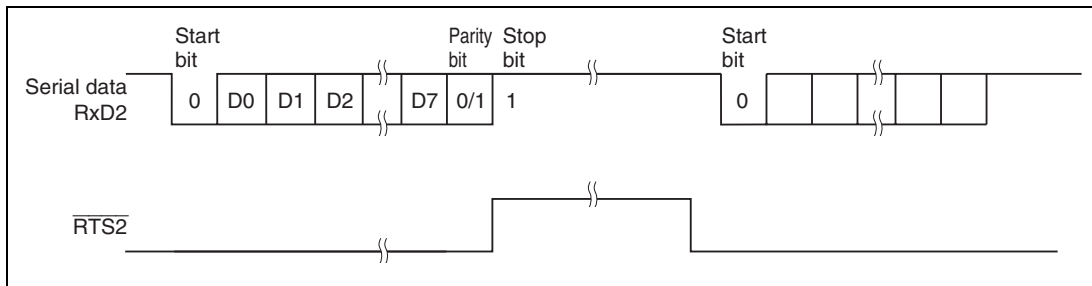 Start bit
Parity bit
Stop bit
Start bit
Serial data RxD2
0 D0 D1 D2 D7 0/1 1 0
RTS2